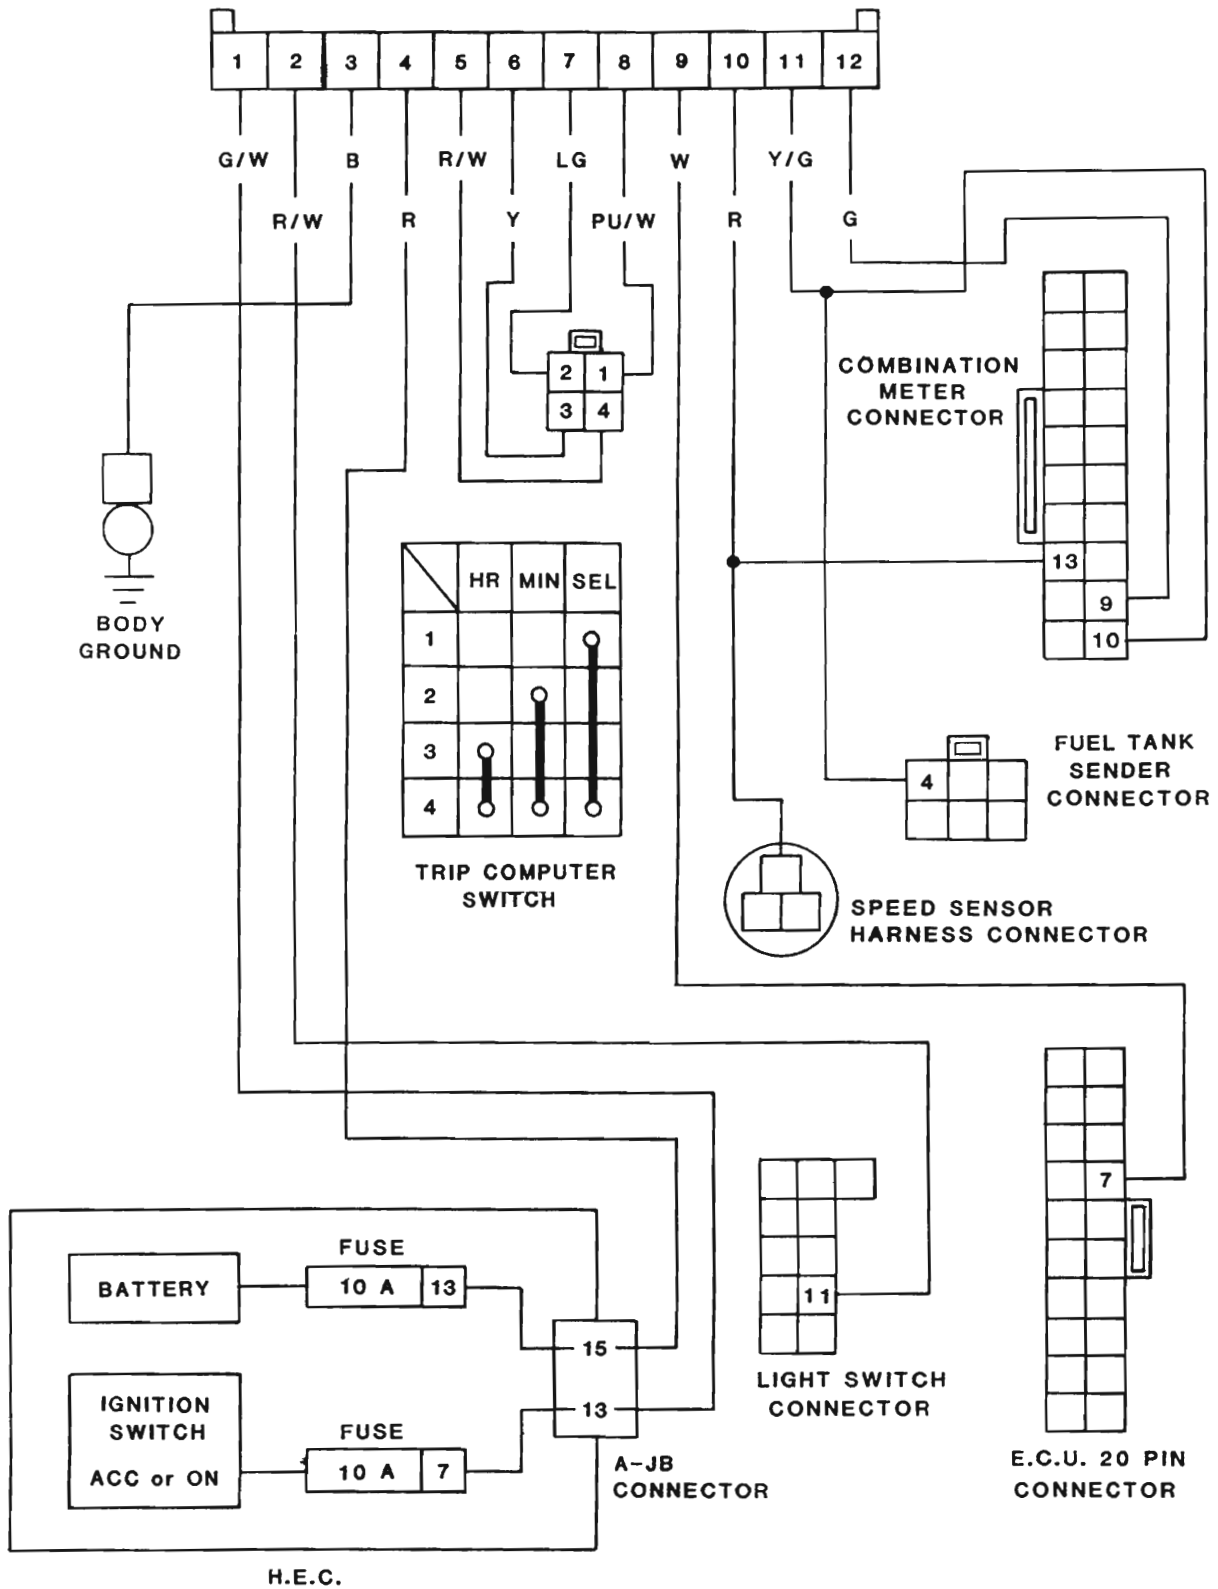 1 2 3 4 5 6 7 8 9 10 11 12
G/W B R/W LG W Y/G
R/W R Y PU/W R G
2 1
3 4
COMBINATION
METER
CONNECTOR
13
9
10
BODY
GROUND
HR MIN SEL
1
2
3
4
TRIP COMPUTER
SWITCH
FUEL TANK
SENDER
CONNECTOR
4
SPEED SENSOR
HARNESS CONNECTOR
7
E.C.U. 20 PIN
CONNECTOR
11
LIGHT SWITCH
CONNECTOR
FUSE
BATTERY 10 A 13
15
13
IGNITION
SWITCH
ACC or ON
FUSE
10 A 7
A-JB
CONNECTOR
H.E.C.